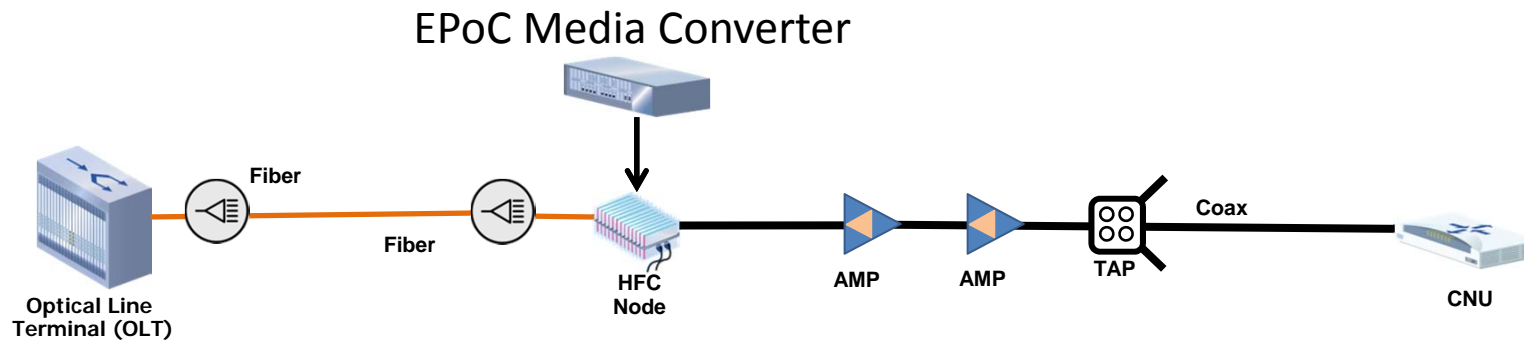 EPoC Media Converter
Fiber
Fiber
Coax
HFC
Node
AMP
AMP
TAP
CNU
Optical Line
Terminal (OLT)